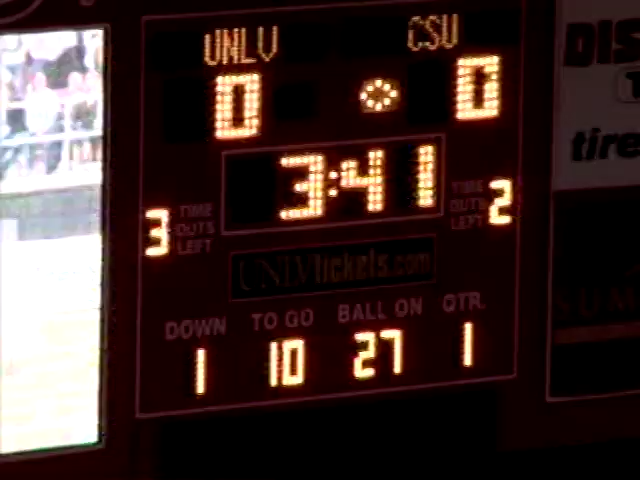 UNLV CSU
0 0
3:41
3 TIME OUTS LEFT
TIME OUTS LEFT 2
UNLVtickets.com
DOWN TO GO BALL ON QTR.
1 10 27 1
tire